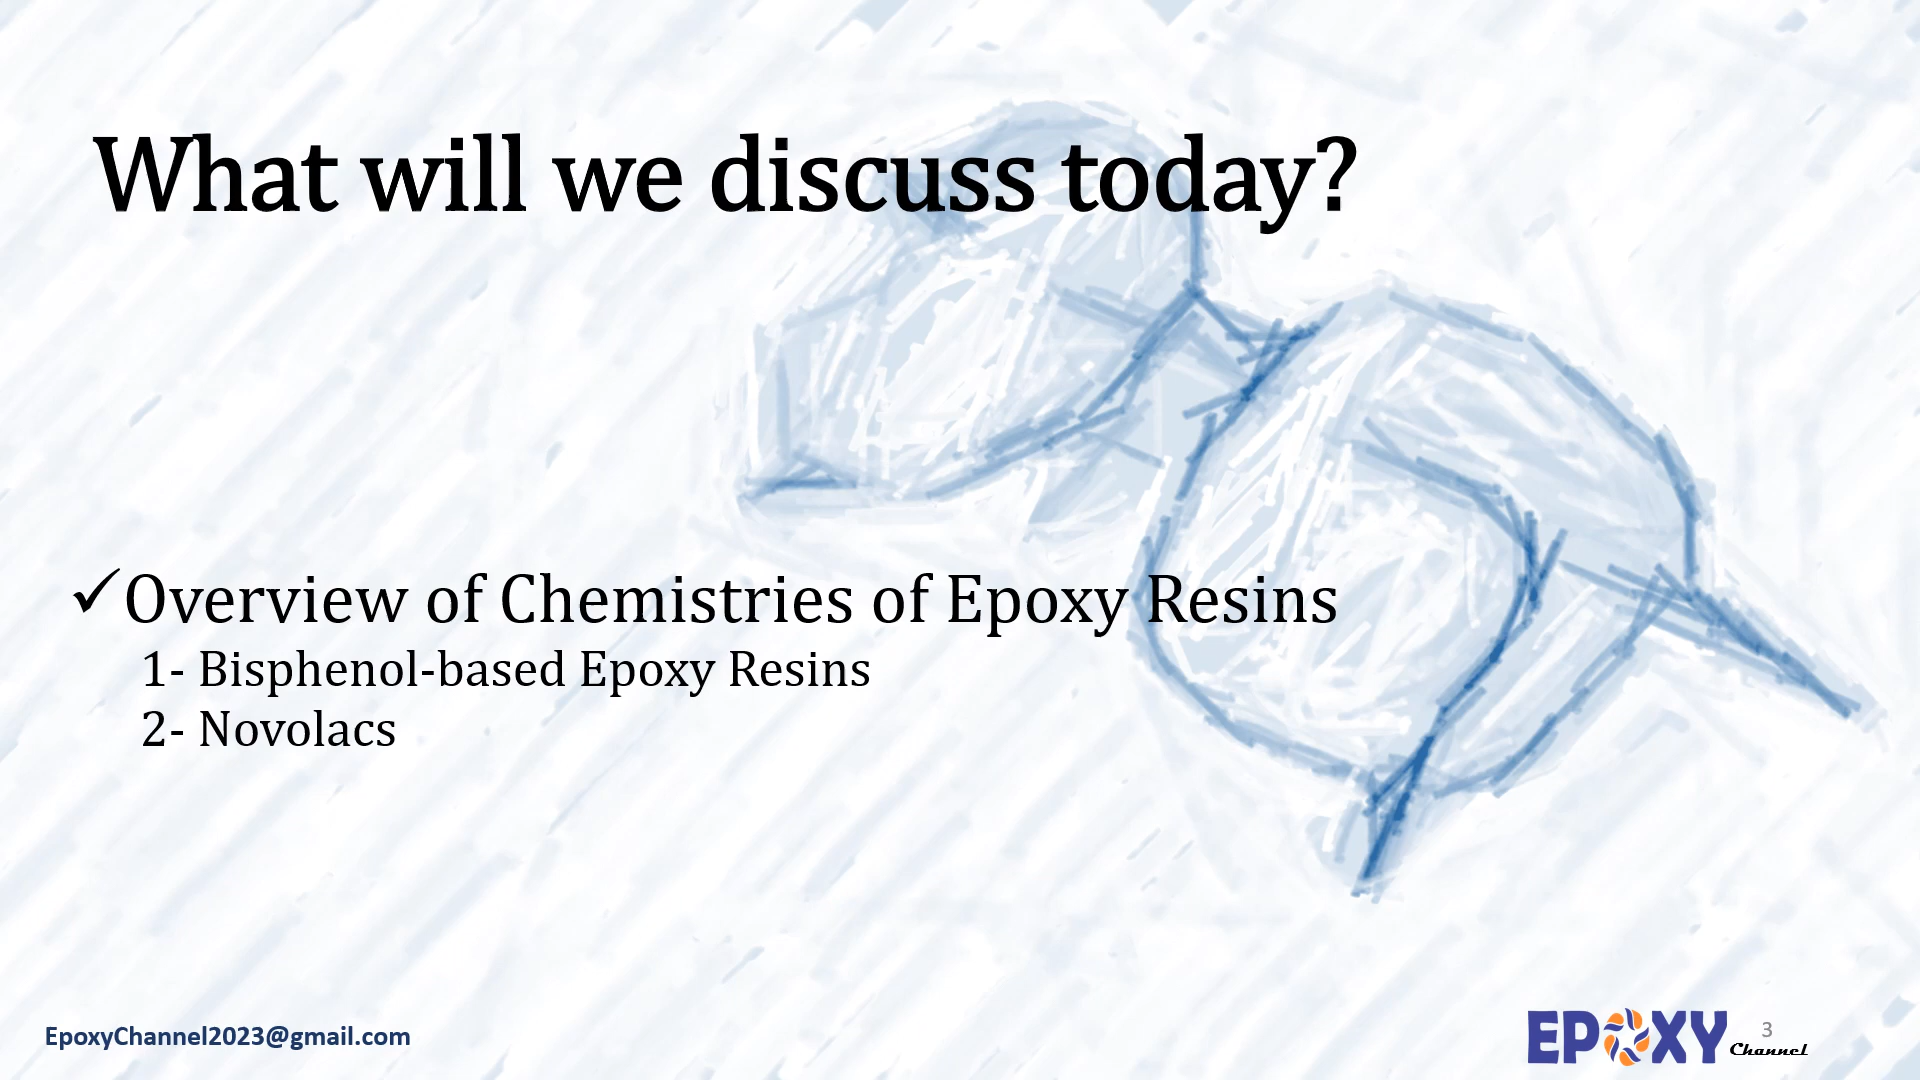 What will we discuss today?
✓Overview of Chemistries of Epoxy Resins
1- Bisphenol-based Epoxy Resins
2- Novolacs
EpoxyChannel2023@gmail.com
EPOXY Channel
3